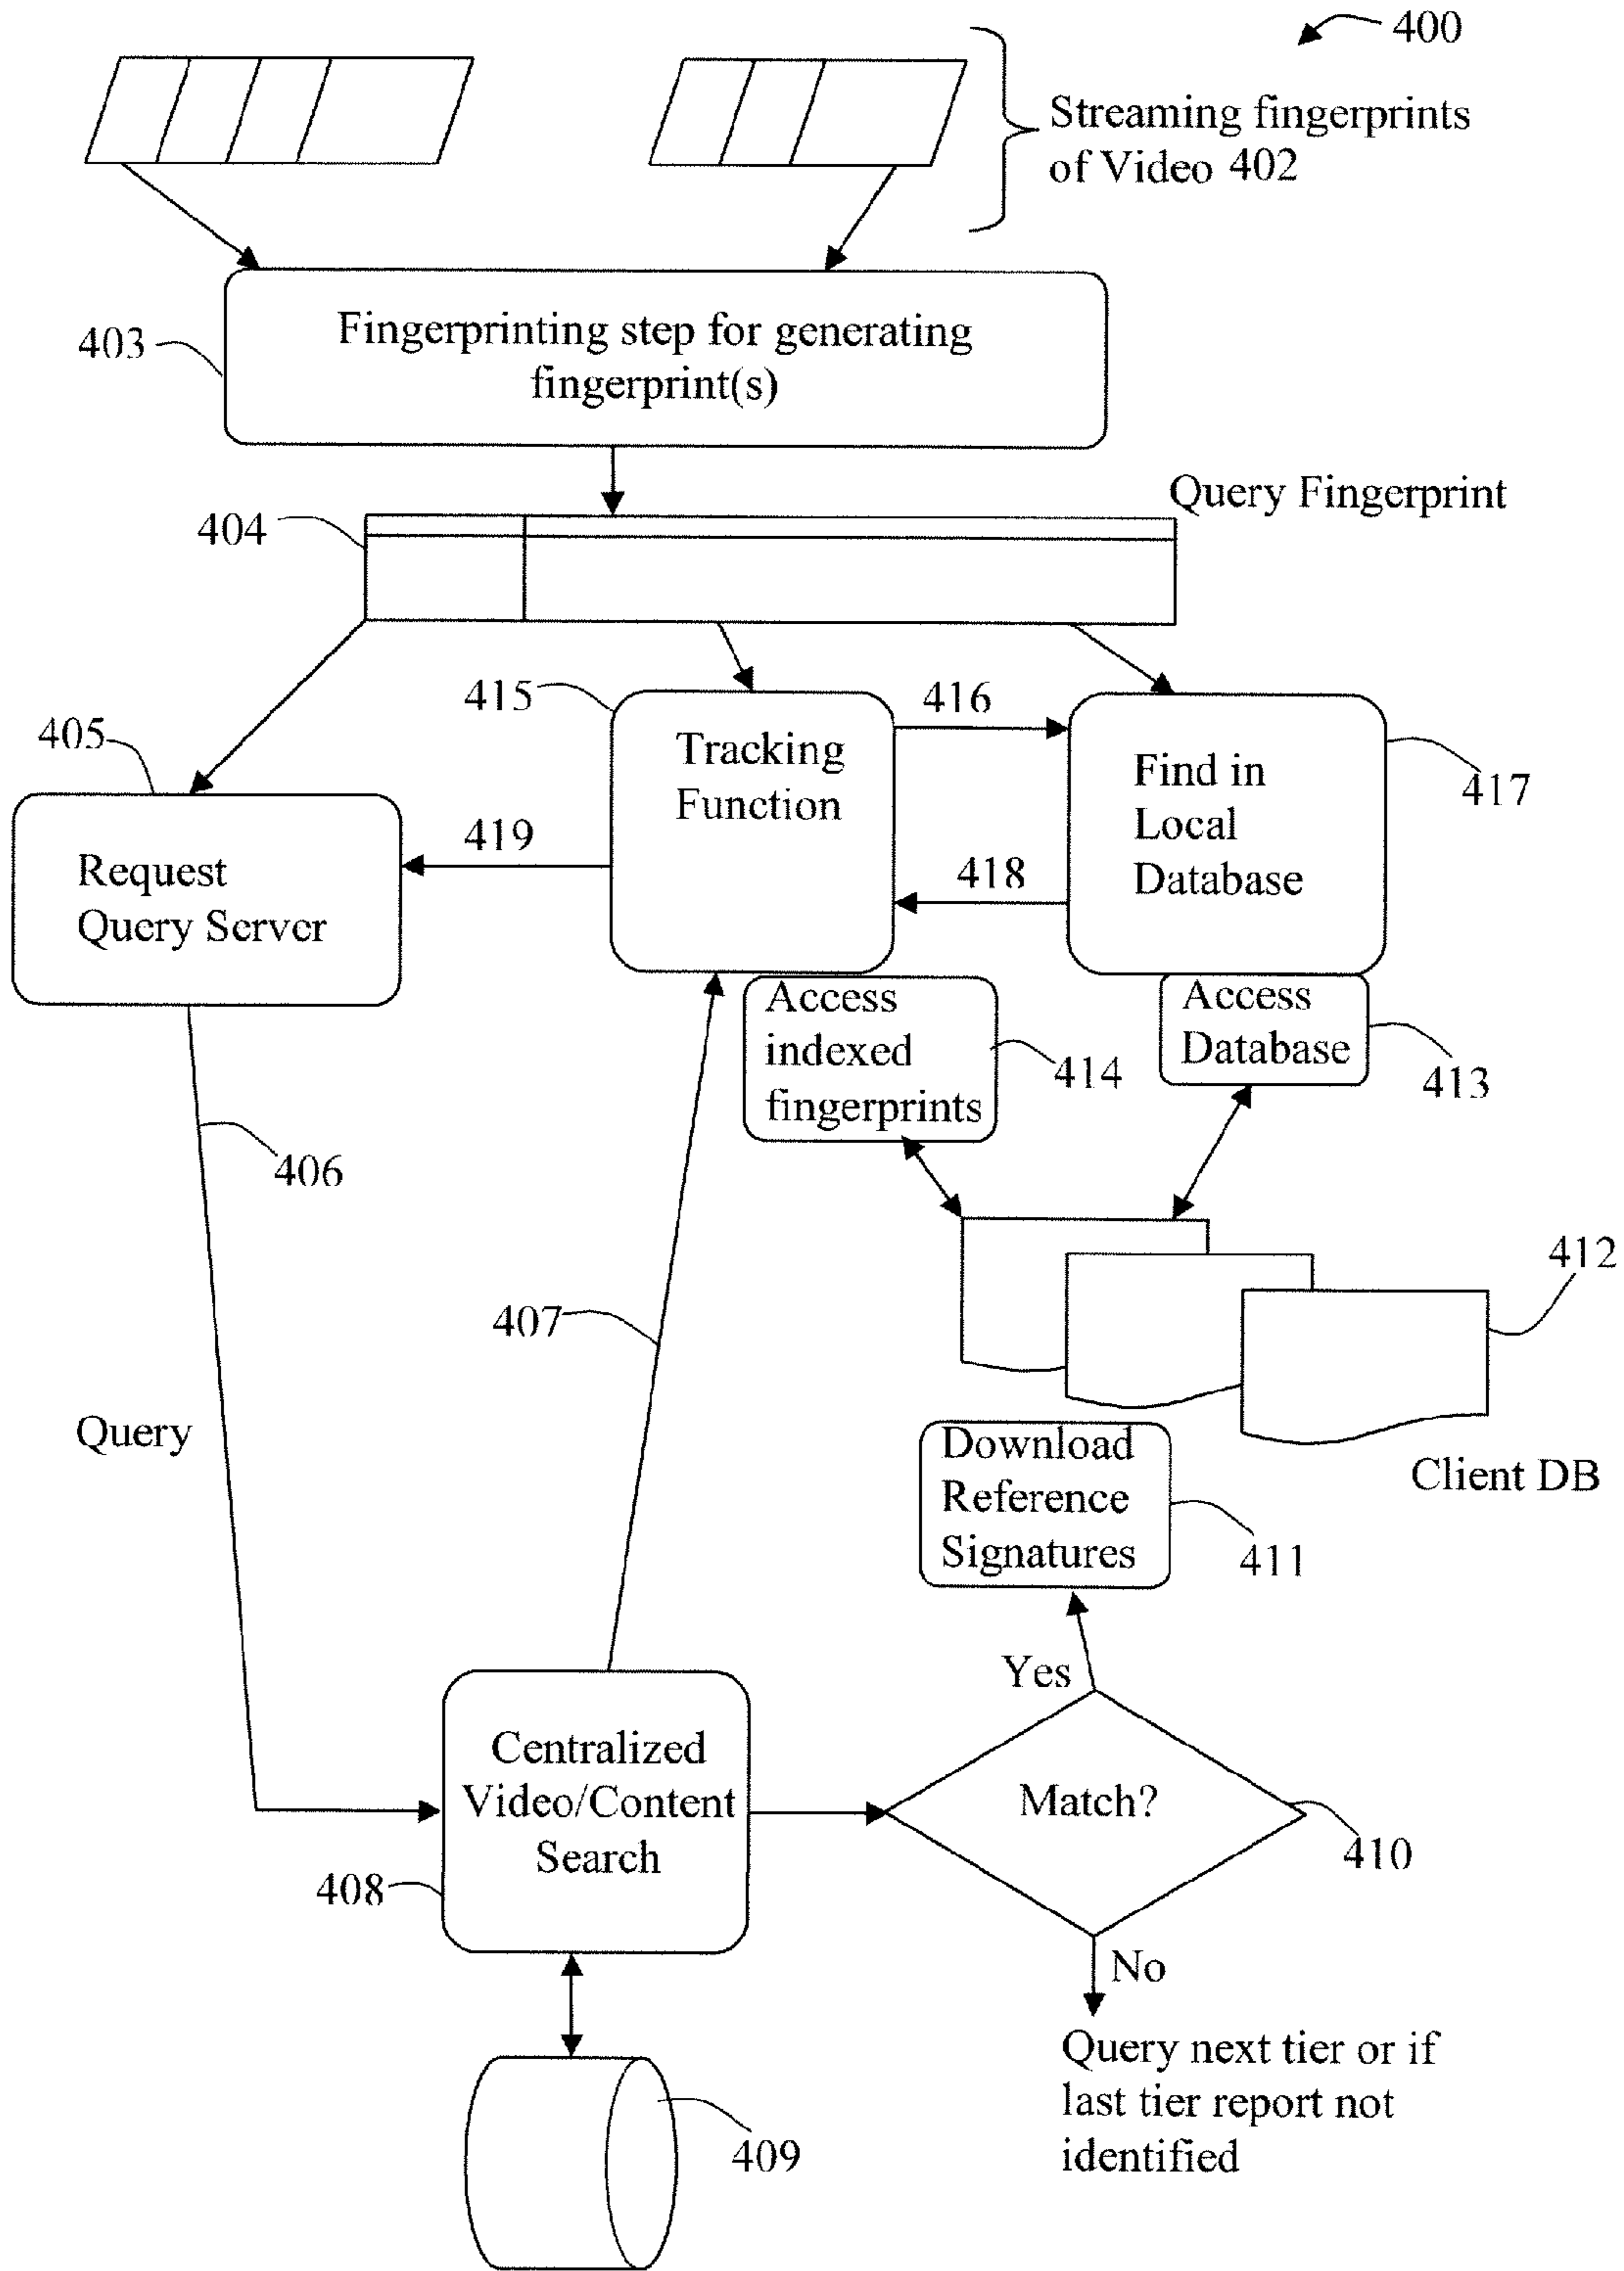 400
Streaming fingerprints
of Video 402
403
Fingerprinting step for generating
fingerprint(s)
Query Fingerprint
404
415
416
405
Tracking
Function
Find in
Local
Database
417
419
418
Request
Query Server
Access
indexed
fingerprints
414
Access
Database
413
406
407
412
Query
Client DB
Download
Reference
Signatures
411
Yes
Centralized
Video/Content
Search
Match?
410
408
No
Query next tier or if
last tier report not
identified
409